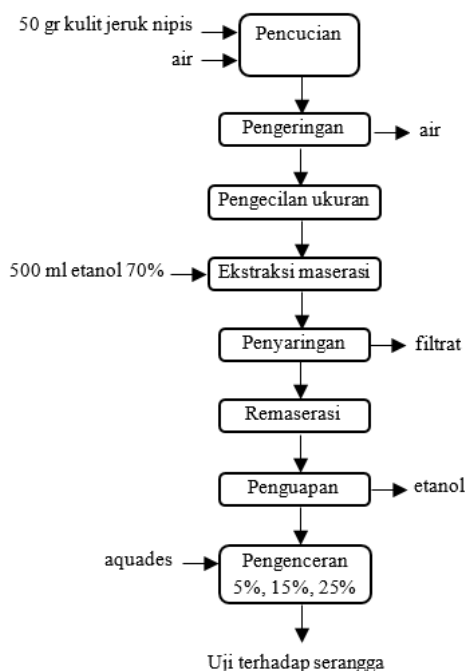 50 gr kulit jeruk nipis
Pencucian
air
Pengeringan
air
Pengecilan ukuran
500 ml etanol 70%
Ekstraksi maserasi
Penyaringan
filtrat
Remaserasi
Penguapan
etanol
aquades
Pengenceran
5%, 15%, 25%
Uji terhadap serangga